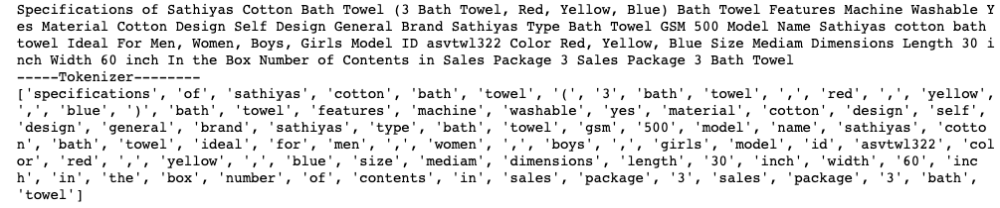 Specifications of Sathiyas Cotton Bath Towel (3 Bath Towel, Red, Yellow, Blue) Bath Towel Features Machine Washable Y
es Material Cotton Design Self Design General Brand Sathiyas Type Bath Towel GSM 500 Model Name Sathiyas cotton bath
towel Ideal For Men, Women, Boys, Girls Model ID asvtwl322 Color Red, Yellow, Blue Size Mediam Dimensions Length 30 i
nch Width 60 inch In the Box Number of Contents in Sales Package 3 Sales Package 3 Bath Towel
-----Tokenizer--------
['specifications', 'of', 'sathiyas', 'cotton', 'bath', 'towel', '(', '3', 'bath', 'towel', ',', 'red', ',', 'yellow',
',', 'blue', ')', 'bath', 'towel', 'features', 'machine', 'washable', 'yes', 'material', 'cotton', 'design', 'self',
'design', 'general', 'brand', 'sathiyas', 'type', 'bath', 'towel', 'gsm', '500', 'model', 'name', 'sathiyas', 'cotto
n', 'bath', 'towel', 'ideal', 'for', 'men', ',', 'women', ',', 'boys', ',', 'girls', 'model', 'id', 'asvtwl322', 'col
or', 'red', ',', 'yellow', ',', 'blue', 'size', 'mediam', 'dimensions', 'length', '30', 'inch', 'width', '60', 'inc
h', 'in', 'the', 'box', 'number', 'of', 'contents', 'in', 'sales', 'package', '3', 'sales', 'package', '3', 'bath',
'towel']